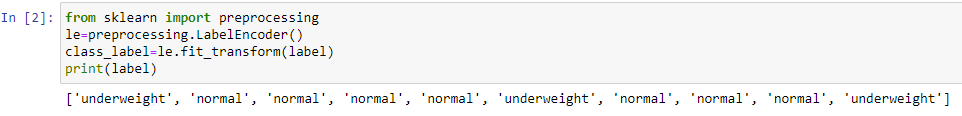 In [2]: from sklearn import preprocessing
le=preprocessing.LabelEncoder()
class_label=le.fit_transform(label)
print(label)
['underweight', 'normal', 'normal', 'normal', 'normal', 'underweight', 'normal', 'normal', 'normal', 'underweight']